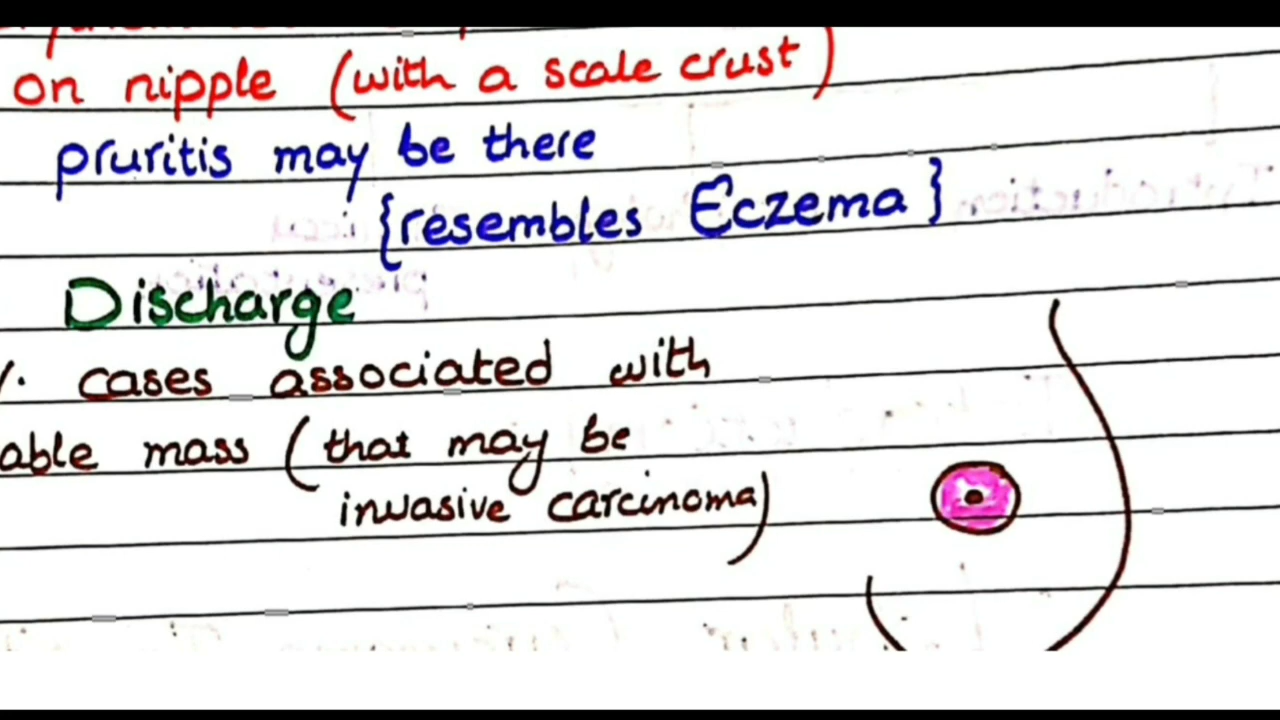 on nipple (with a scale crust)
pruritis may be there
{resembles Eczema}
Discharge
cases associated with
able mass (that may be
invasive carcinoma)